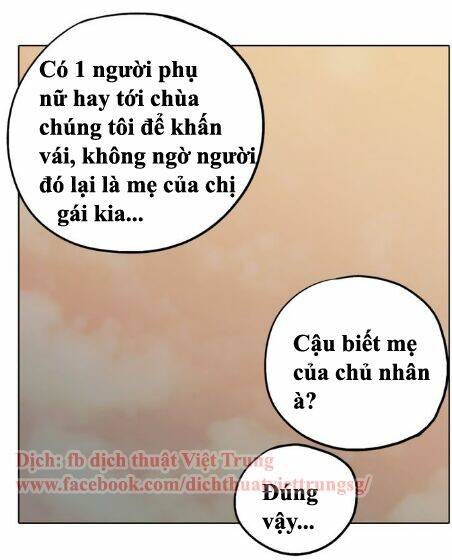 Có 1 người phụ
nữ hay tới chùa
chúng tôi để khấn
vái, không ngờ người
đó lại là mẹ của chị
gái kia...
Cậu biết mẹ
của chủ nhân
à?
Dịch: fb dịch thuật Việt Trung
www.facebook.com/dichthuatviettrungsg/
Đúng
vậy...